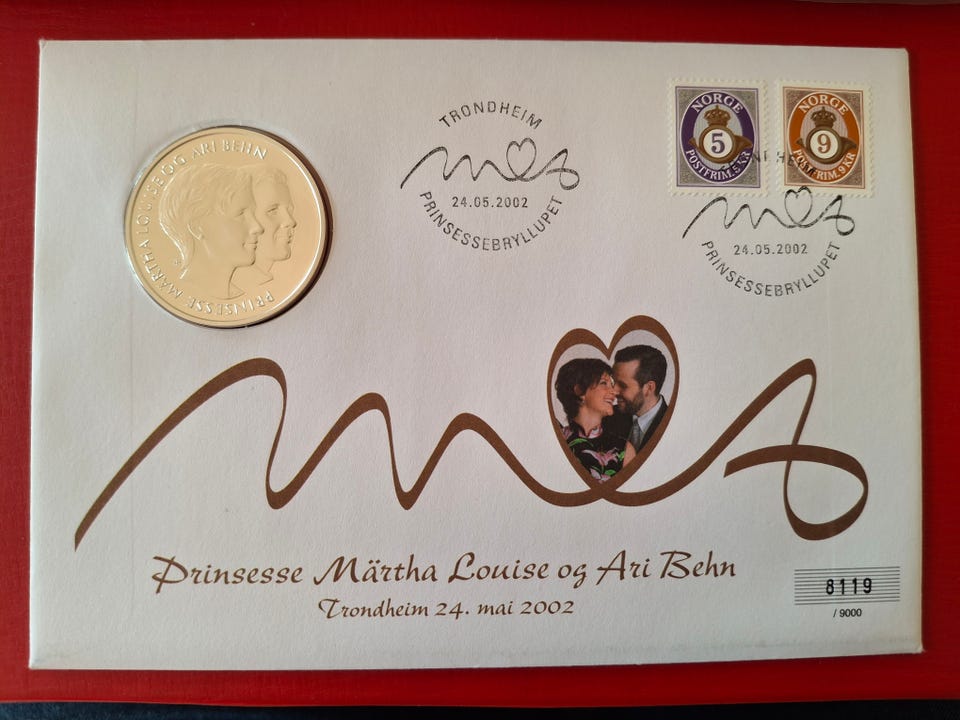 PRINSESSE MÄRTHA LOUISE OG ARI BEHN
TRONDHEIM
24.05.2002
PRINSESSEBRYLLUPET
NORGE
5
POSTFRIM. 5 KR
NORGE
9
POSTFRIM. 9 KR
24.05.2002
PRINSESSEBRYLLUPET
Prinsesse Märtha Louise og Ari Behn
Trondheim 24. mai 2002
8119
/ 9000